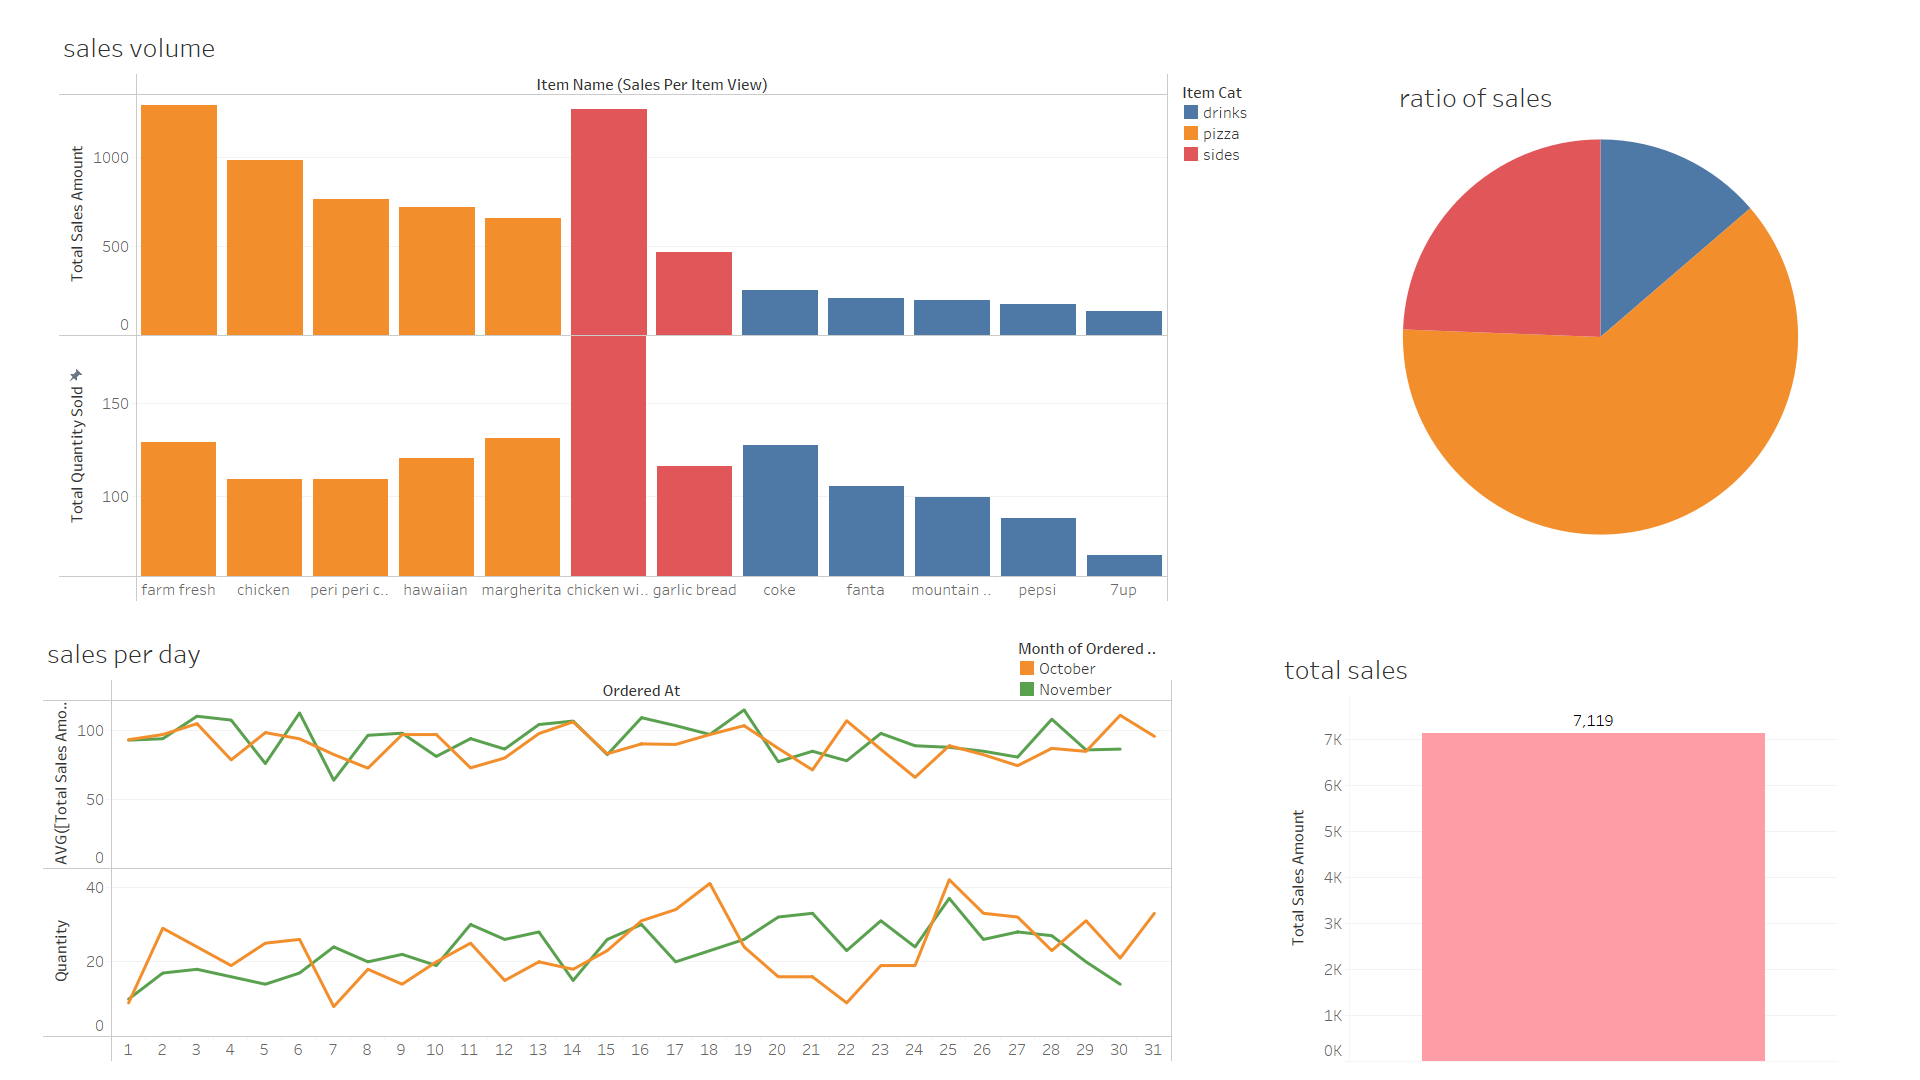 sales volume
Item Name (Sales Per Item View)
Total Sales Amount
1000
500
0
Total Quantity Sold
150
100
farm fresh chicken peri peri c.. hawaiian margherita chicken wi.. garlic bread coke fanta mountain .. pepsi 7up
Item Cat
drinks
pizza
sides
ratio of sales
sales per day
Month of Ordered ..
October
November
Ordered At
AVG([Total Sales Amo..
100
50
0
Quantity
40
20
0
1 2 3 4 5 6 7 8 9 10 11 12 13 14 15 16 17 18 19 20 21 22 23 24 25 26 27 28 29 30 31
total sales
7,119
Total Sales Amount
7K
6K
5K
4K
3K
2K
1K
0K